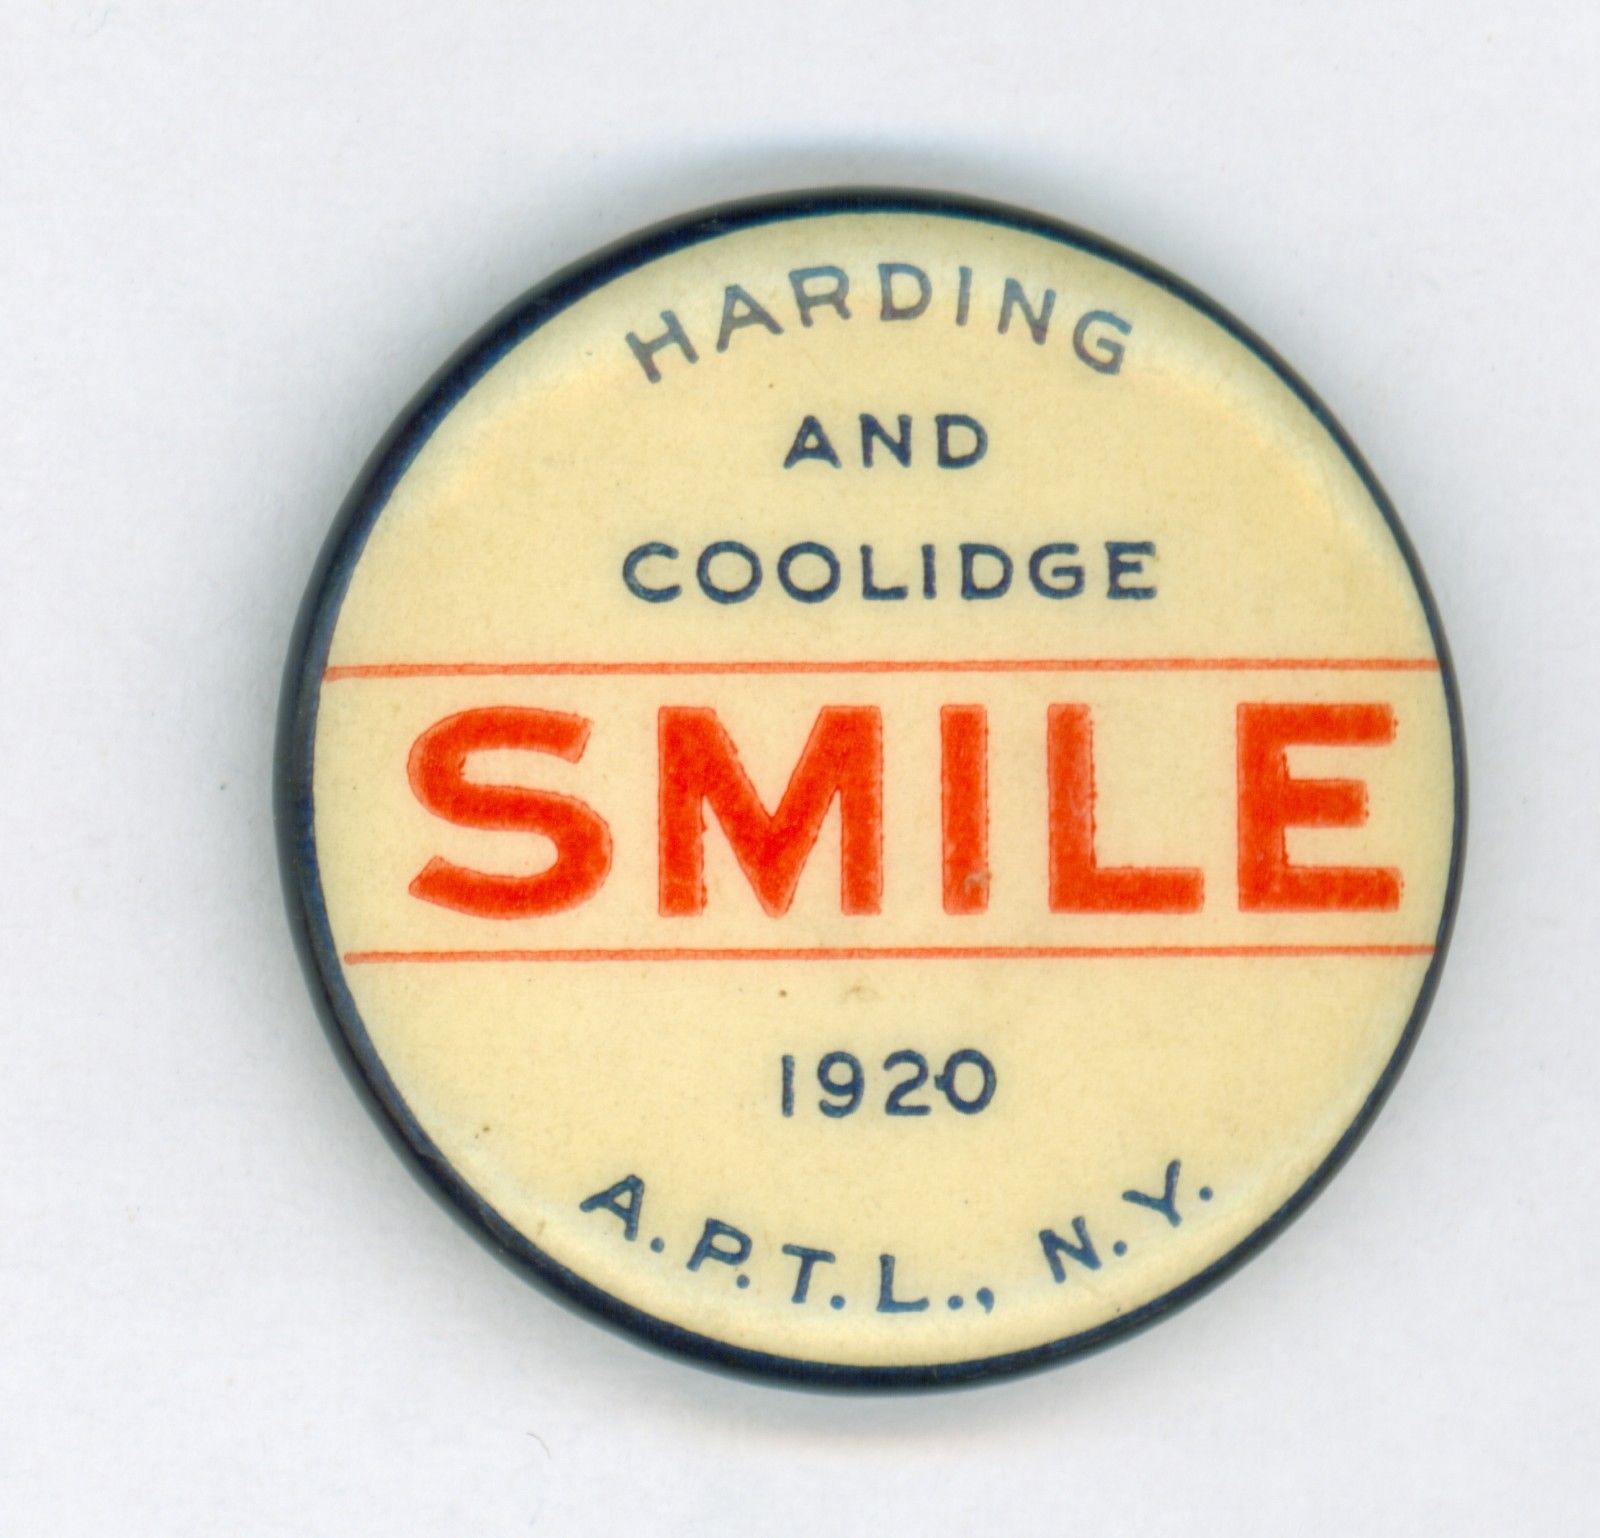 HARDING
AND
COOLIDGE
SMILE
1920
A.P.T.L., N.Y.